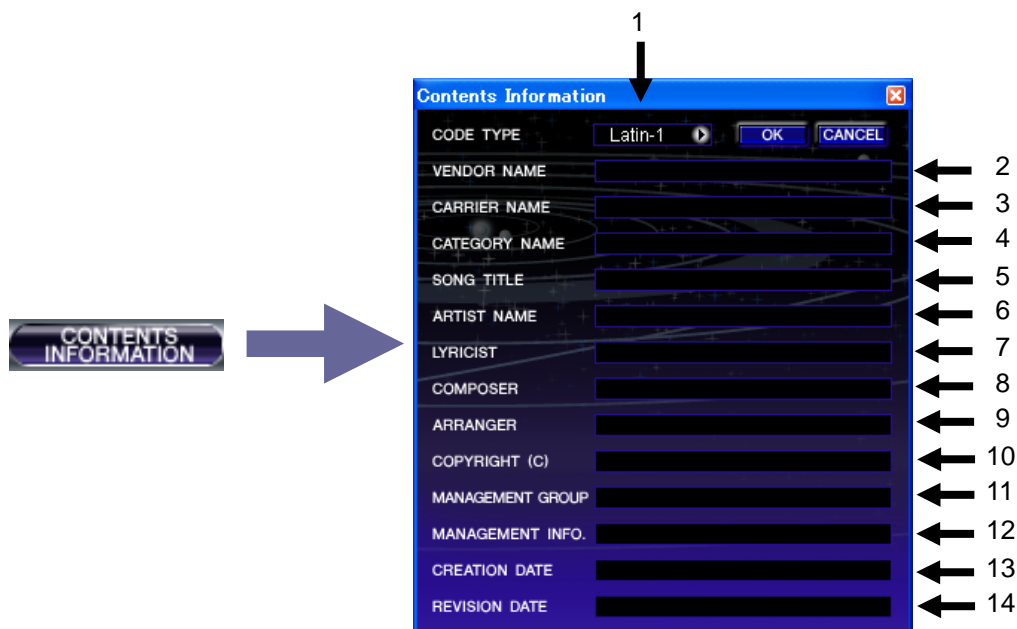 1
Contents Information
CODE TYPE Latin-1 OK CANCEL
VENDOR NAME 2
CARRIER NAME 3
CATEGORY NAME 4
SONG TITLE 5
ARTIST NAME 6
CONTENTS
INFORMATION
LYRICIST 7
COMPOSER 8
ARRANGER 9
COPYRIGHT (C) 10
MANAGEMENT GROUP 11
MANAGEMENT INFO. 12
CREATION DATE 13
REVISION DATE 14